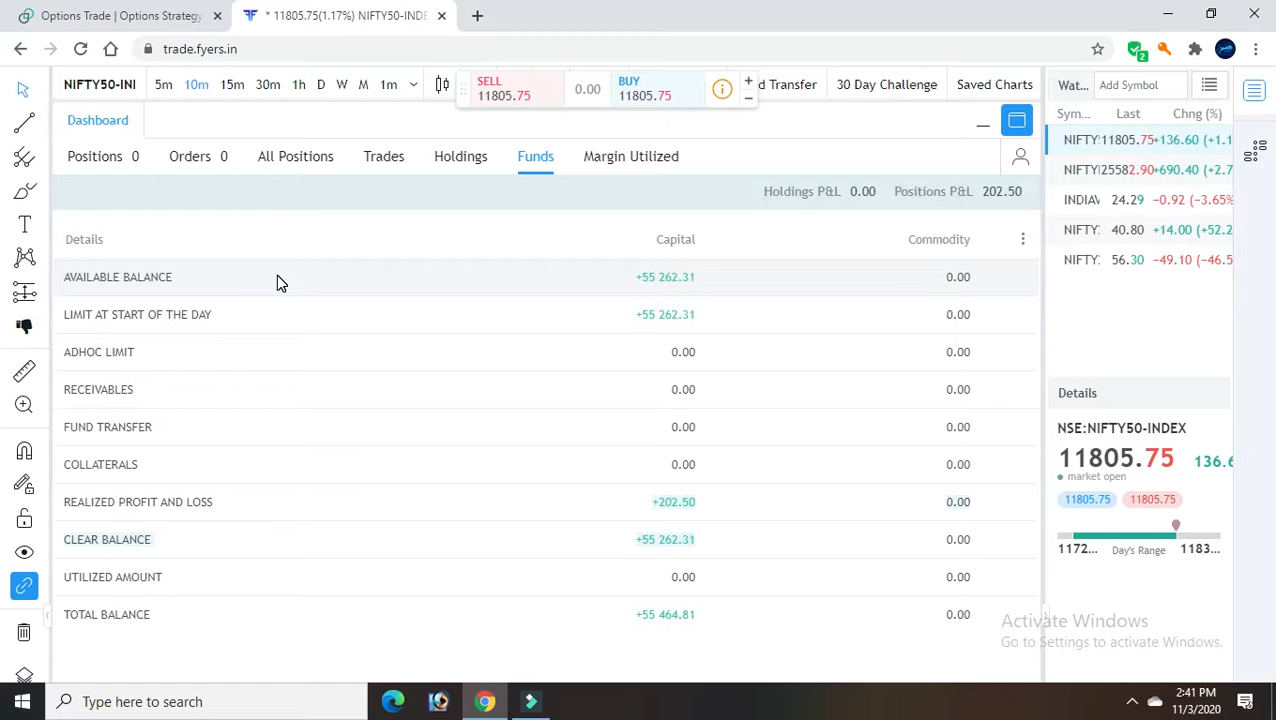 Options Trade | Options Strategy
* 11805.75(1.17%) NIFTY50-INDE
trade.fyers.in
2
NIFTY50-INI 5m 10m 15m 30m 1h D W M 1m
SELL 11805.75 0.00 BUY 11805.75
d Transfer 30 Day Challenge Saved Charts
Wat... Add Symbol
Dashboard
Positions 0 Orders 0 All Positions Trades Holdings Funds Margin Utilized
Holdings P&L 0.00 Positions P&L 202.50
Details Capital Commodity
AVAILABLE BALANCE +55 262.31 0.00
LIMIT AT START OF THE DAY +55 262.31 0.00
ADHOC LIMIT 0.00 0.00
RECEIVABLES 0.00 0.00
FUND TRANSFER 0.00 0.00
COLLATERALS 0.00 0.00
REALIZED PROFIT AND LOSS +202.50 0.00
CLEAR BALANCE +55 262.31 0.00
UTILIZED AMOUNT 0.00 0.00
TOTAL BALANCE +55 464.81 0.00
Sym... Last Chng (%)
NIFTY 11805.75 +136.60 (+1.1
NIFTY 25582.90 +690.40 (+2.7
INDIAV 24.29 −0.92 (−3.65%
NIFTY: 40.80 +14.00 (+52.2
NIFTY: 56.30 −49.10 (−46.5
Details
NSE:NIFTY50-INDEX
11805.75 136.6
market open
11805.75 11805.75
1172... Day's Range 1183...
Activate Windows
Go to Settings to activate Windows.
Type here to search
2:41 PM
11/3/2020